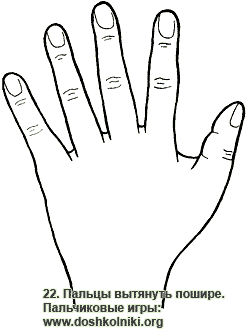 22. Пальцы вытянуть пошире.
Пальчиковые игры:
www.doshkolniki.org